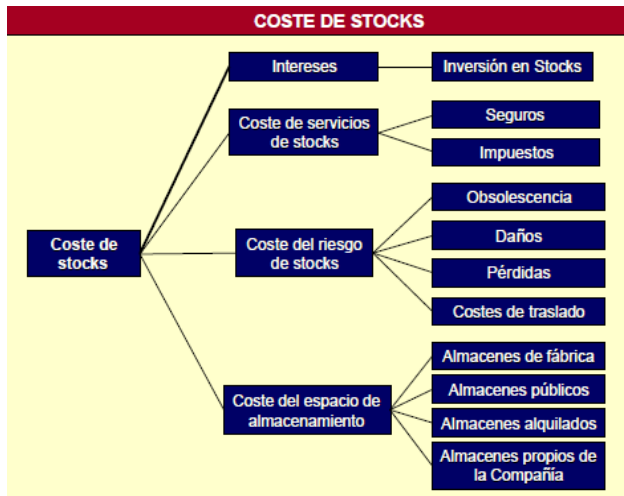 COSTE DE STOCKS
Intereses
Inversión en Stocks
Coste de servicios
de stocks
Seguros
Impuestos
Coste de
stocks
Coste del riesgo
de stocks
Obsolescencia
Daños
Pérdidas
Costes de traslado
Coste del espacio de
almacenamiento
Almacenes de fábrica
Almacenes públicos
Almacenes alquilados
Almacenes propios de
la Compañía